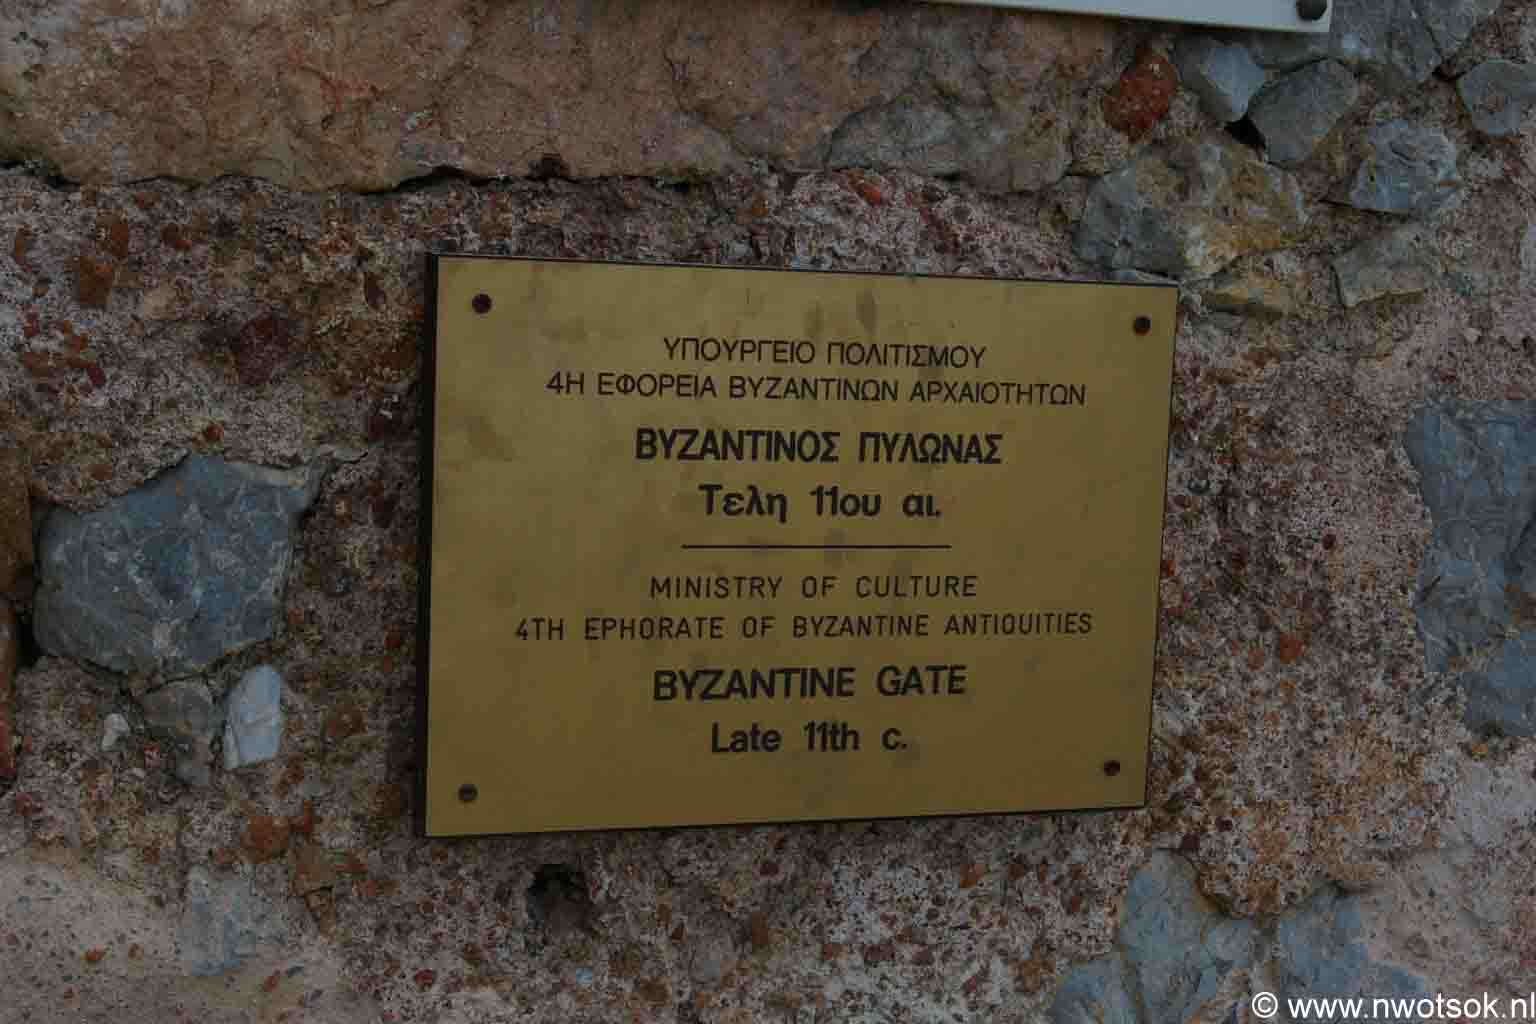 ΥΠΟΥΡΓΕΙΟ ΠΟΛΙΤΙΣΜΟΥ
4Η ΕΦΟΡΕΙΑ ΒΥΖΑΝΤΙΝΩΝ ΑΡΧΑΙΟΤΗΤΩΝ
ΒΥΖΑΝΤΙΝΟΣ ΠΥΛΩΝΑΣ
Τελη 11ου αι.
MINISTRY OF CULTURE
4TH EPHORATE OF BYZANTINE ANTIQUITIES
BYZANTINE GATE
Late 11th c.
© www.nwotsok.nl